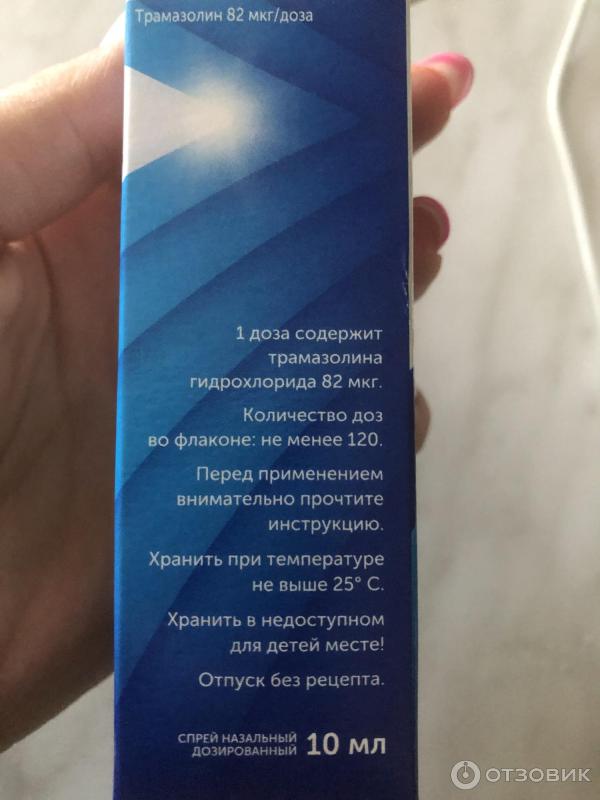 Трамазолин 82 мкг/доза
1 доза содержит
трамазолина
гидрохлорида 82 мкг.
Количество доз
во флаконе: не менее 120.
Перед применением
внимательно прочтите
инструкцию.
Хранить при температуре
не выше 25° С.
Хранить в недоступном
для детей месте!
Отпуск без рецепта.
СПРЕЙ НАЗАЛЬНЫЙ
ДОЗИРОВАННЫЙ 10 мл
ОТЗОВИК